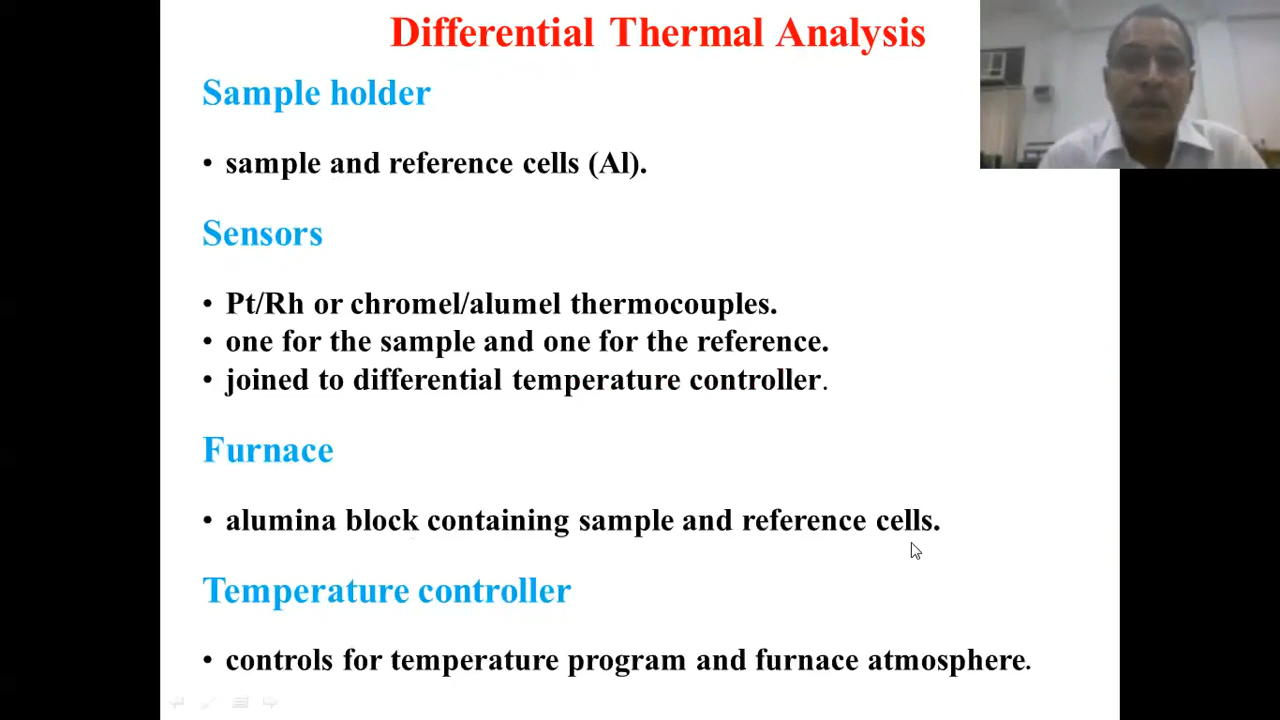 Differential Thermal Analysis
Sample holder
• sample and reference cells (Al).
Sensors
• Pt/Rh or chromel/alumel thermocouples.
• one for the sample and one for the reference.
• joined to differential temperature controller.
Furnace
• alumina block containing sample and reference cells.
Temperature controller
• controls for temperature program and furnace atmosphere.